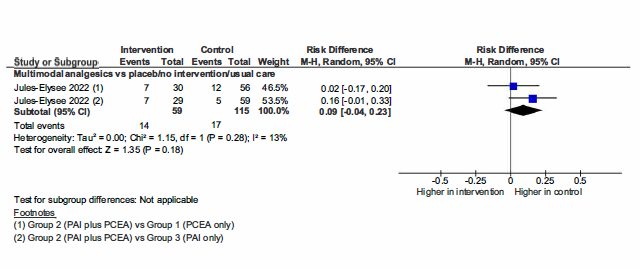 Intervention Control Risk Difference Risk Difference
Study or Subgroup Events Total Events Total Weight M-H, Random, 95% CI M-H, Random, 95% CI
Multimodal analgesics vs placeb/no intervention/usual care
Jules-Elysee 2022 (1) 7 30 12 56 46.5% 0.02 [-0.17, 0.20]
Jules-Elysee 2022 (2) 7 29 5 59 53.5% 0.16 [-0.01, 0.33]
Subtotal (95% CI) 59 115 100.0% 0.09 [-0.04, 0.23]
Total events 14 17
Heterogeneity: Tau² = 0.00; Chi² = 1.15, df = 1 (P = 0.28); I² = 13%
Test for overall effect: Z = 1.35 (P = 0.18)
-0.5 -0.25 0 0.25 0.5
Higher in intervention Higher in control
Test for subgroup differences: Not applicable
Footnotes
(1) Group 2 (PAI plus PCEA) vs Group 1 (PCEA only)
(2) Group 2 (PAI plus PCEA) vs Group 3 (PAI only)